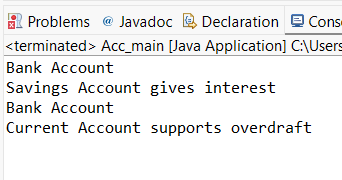 Problems Javadoc Declaration Cons
<terminated> Acc_main [Java Application] C:\Users
Bank Account
Savings Account gives interest
Bank Account
Current Account supports overdraft